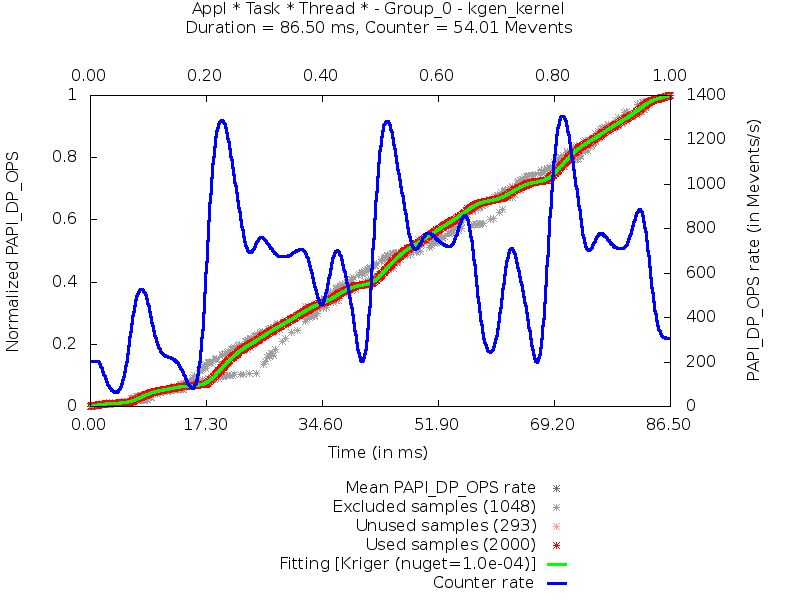 Appl * Task * Thread * - Group_0 - kgen_kernel
Duration = 86.50 ms, Counter = 54.01 Mevents
0.00 0.20 0.40 0.60 0.80 1.00
1 1400
1200
0.8
1000
0.6 800
600
0.4
400
0.2 200
0 0
0.00 17.30 34.60 51.90 69.20 86.50
Normalized PAPI_DP_OPS
PAPI_DP_OPS rate (in Mevents/s)
Time (in ms)
Mean PAPI_DP_OPS rate
Excluded samples (1048)
Unused samples (293)
Used samples (2000)
Fitting [Kriger (nuget=1.0e-04)]
Counter rate